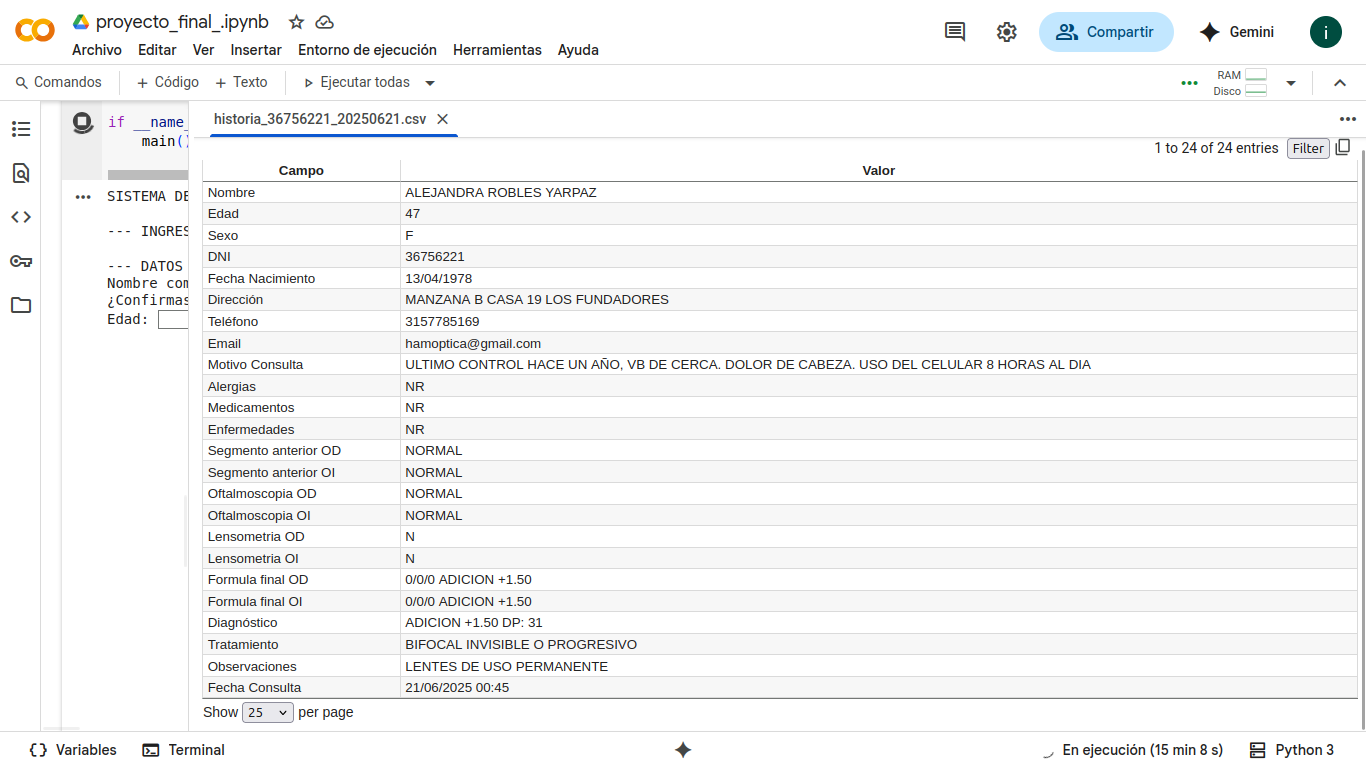 proyecto_final_.ipynb
Archivo Editar Ver Insertar Entorno de ejecución Herramientas Ayuda
Compartir
Gemini
i
Comandos + Código + Texto Ejecutar todas
RAM
Disco
if __name_
main()
SISTEMA DE
--- INGRES
--- DATOS
Nombre com
¿Confirmas
Edad:
historia_36756221_20250621.csv
1 to 24 of 24 entries Filter
Campo Valor
Nombre ALEJANDRA ROBLES YARPAZ
Edad 47
Sexo F
DNI 36756221
Fecha Nacimiento 13/04/1978
Dirección MANZANA B CASA 19 LOS FUNDADORES
Teléfono 3157785169
Email hamoptica@gmail.com
Motivo Consulta ULTIMO CONTROL HACE UN AÑO, VB DE CERCA. DOLOR DE CABEZA. USO DEL CELULAR 8 HORAS AL DIA
Alergias NR
Medicamentos NR
Enfermedades NR
Segmento anterior OD NORMAL
Segmento anterior OI NORMAL
Oftalmoscopia OD NORMAL
Oftalmoscopia OI NORMAL
Lensometria OD N
Lensometria OI N
Formula final OD 0/0/0 ADICION +1.50
Formula final OI 0/0/0 ADICION +1.50
Diagnóstico ADICION +1.50 DP: 31
Tratamiento BIFOCAL INVISIBLE O PROGRESIVO
Observaciones LENTES DE USO PERMANENTE
Fecha Consulta 21/06/2025 00:45
Show 25 per page
Variables Terminal
En ejecución (15 min 8 s) Python 3